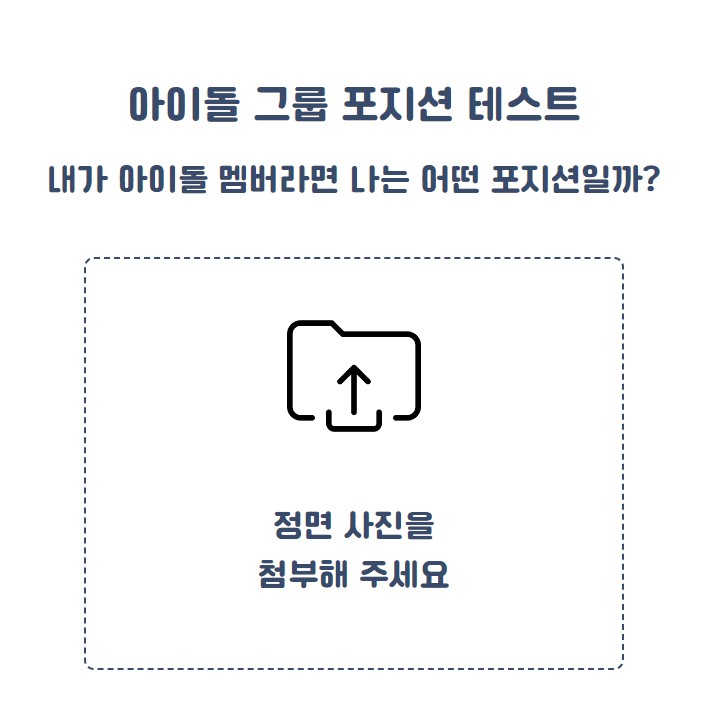 아이돌 그룹 포지션 테스트
내가 아이돌 멤버라면 나는 어떤 포지션일까?
정면 사진을
첨부해 주세요